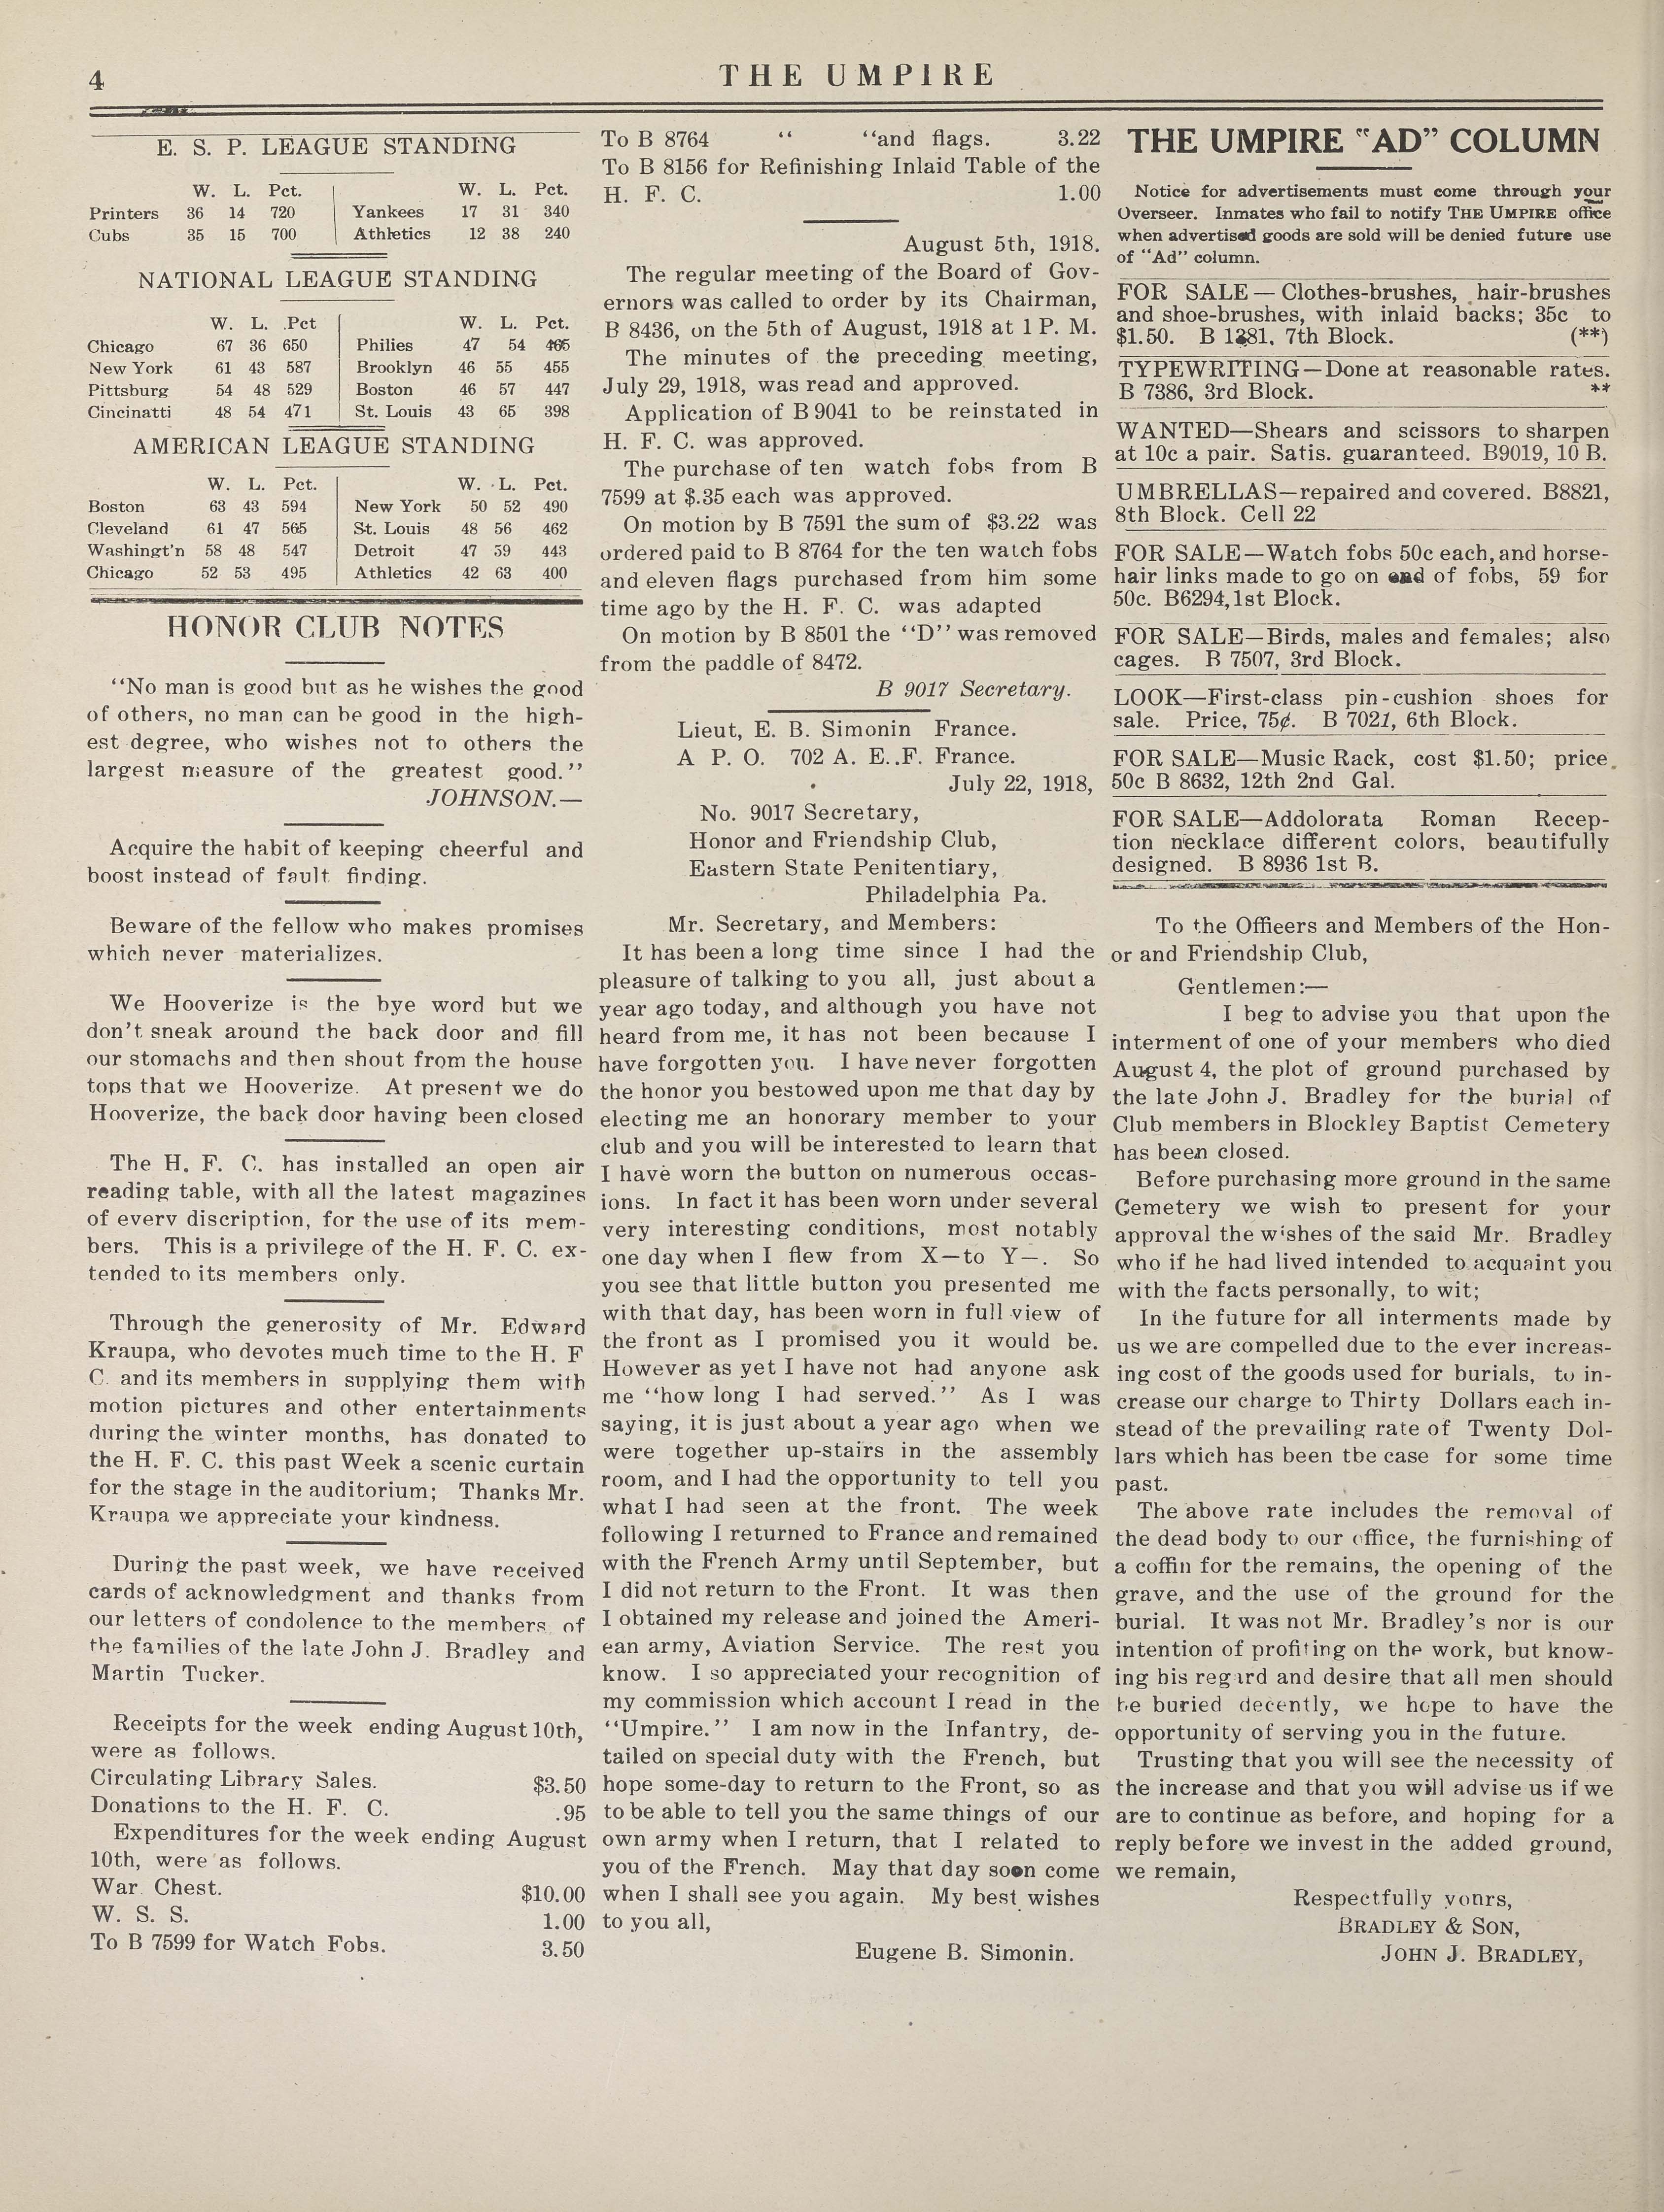 4
THE UMPIRE
E. S. P. LEAGUE STANDING
W. L. Pct. W. L. Pct.
Printers 36 14 720 Yankees 17 31 340
Cubs 35 15 700 Athletics 12 38 240
NATIONAL LEAGUE STANDING
W. L. .Pct W. L. Pct.
Chicago 67 36 650 Philies 47 54 465
New York 61 43 587 Brooklyn 46 55 455
Pittsburg 54 48 529 Boston 46 57 447
Cincinatti 48 54 471 St. Louis 43 65 398
AMERICAN LEAGUE STANDING
W. L. Pct. W. L. Pct.
Boston 63 43 594 New York 50 52 490
Cleveland 61 47 565 St. Louis 48 56 462
Washingt'n 58 48 547 Detroit 47 59 443
Chicago 52 53 495 Athletics 42 63 400
HONOR CLUB NOTES
"No man is good but as he wishes the good
of others, no man can be good in the high-
est degree, who wishes not to others the
largest measure of the greatest good."
JOHNSON.—
Acquire the habit of keeping cheerful and
boost instead of fault finding.
Beware of the fellow who makes promises
which never materializes.
We Hooverize is the bye word but we
don't sneak around the back door and fill
our stomachs and then shout from the house
tops that we Hooverize. At present we do
Hooverize, the back door having been closed
The H. F. C. has installed an open air
reading table, with all the latest magazines
of every discription, for the use of its mem-
bers. This is a privilege of the H. F. C. ex-
tended to its members only.
Through the generosity of Mr. Edward
Kraupa, who devotes much time to the H. F
C. and its members in supplying them with
motion pictures and other entertainments
during the winter months, has donated to
the H. F. C. this past Week a scenic curtain
for the stage in the auditorium; Thanks Mr.
Kraupa we appreciate your kindness.
During the past week, we have received
cards of acknowledgment and thanks from
our letters of condolence to the members of
the families of the late John J. Bradley and
Martin Tucker.
Receipts for the week ending August 10th,
were as follows.
Circulating Library Sales. $3.50
Donations to the H. F. C. .95
Expenditures for the week ending August
10th, were as follows.
War Chest. $10.00
W. S. S. 1.00
To B 7599 for Watch Fobs. 3.50
To B 8764 " "and flags. 3.22
To B 8156 for Refinishing Inlaid Table of the
H. F. C. 1.00
August 5th, 1918.
The regular meeting of the Board of Gov-
ernors was called to order by its Chairman,
B 8436, on the 5th of August, 1918 at 1 P. M.
The minutes of the preceding meeting,
July 29, 1918, was read and approved.
Application of B 9041 to be reinstated in
H. F. C. was approved.
The purchase of ten watch fobs from B
7599 at $.35 each was approved.
On motion by B 7591 the sum of $3.22 was
ordered paid to B 8764 for the ten watch fobs
and eleven flags purchased from him some
time ago by the H. F. C. was adapted
On motion by B 8501 the "D" was removed
from the paddle of 8472.
B 9017 Secretary.
Lieut, E. B. Simonin France.
A P. O. 702 A. E..F. France.
July 22, 1918,
No. 9017 Secretary,
Honor and Friendship Club,
Eastern State Penitentiary,
Philadelphia Pa.
Mr. Secretary, and Members:
It has been a long time since I had the
pleasure of talking to you all, just about a
year ago today, and although you have not
heard from me, it has not been because I
have forgotten you. I have never forgotten
the honor you bestowed upon me that day by
electing me an honorary member to your
club and you will be interested to learn that
I have worn the button on numerous occas-
ions. In fact it has been worn under several
very interesting conditions, most notably
one day when I flew from X—to Y—. So
you see that little button you presented me
with that day, has been worn in full view of
the front as I promised you it would be.
However as yet I have not had anyone ask
me "how long I had served." As I was
saying, it is just about a year ago when we
were together up-stairs in the assembly
room, and I had the opportunity to tell you
what I had seen at the front. The week
following I returned to France and remained
with the French Army until September, but
I did not return to the Front. It was then
I obtained my release and joined the Ameri-
ean army, Aviation Service. The rest you
know. I so appreciated your recognition of
my commission which account I read in the
"Umpire." I am now in the Infantry, de-
tailed on special duty with the French, but
hope some-day to return to the Front, so as
to be able to tell you the same things of our
own army when I return, that I related to
you of the French. May that day soon come
when I shall see you again. My best wishes
to you all,
Eugene B. Simonin.
THE UMPIRE "AD" COLUMN
Notice for advertisements must come through your
Overseer. Inmates who fail to notify THE UMPIRE office
when advertised goods are sold will be denied future use
of "Ad" column.
FOR SALE — Clothes-brushes, hair-brushes
and shoe-brushes, with inlaid backs; 35c to
$1.50. B 1281, 7th Block. (**)
TYPEWRITING—Done at reasonable rates.
B 7386, 3rd Block. **
WANTED—Shears and scissors to sharpen
at 10c a pair. Satis. guaranteed. B9019, 10 B.
UMBRELLAS—repaired and covered. B8821,
8th Block. Cell 22
FOR SALE—Watch fobs 50c each, and horse-
hair links made to go on end of fobs, 59 for
50c. B6294, 1st Block.
FOR SALE—Birds, males and females; also
cages. B 7507, 3rd Block.
LOOK—First-class pin-cushion shoes for
sale. Price, 75¢. B 7021, 6th Block.
FOR SALE—Music Rack, cost $1.50; price.
50c B 8632, 12th 2nd Gal.
FOR SALE—Addolorata Roman Recep-
tion necklace different colors, beautifully
designed. B 8936 1st B.
To the Offieers and Members of the Hon-
or and Friendship Club,
Gentlemen:—
I beg to advise you that upon the
interment of one of your members who died
August 4, the plot of ground purchased by
the late John J. Bradley for the burial of
Club members in Blockley Baptist Cemetery
has been closed.
Before purchasing more ground in the same
Cemetery we wish to present for your
approval the wishes of the said Mr. Bradley
who if he had lived intended to acquaint you
with the facts personally, to wit;
In the future for all interments made by
us we are compelled due to the ever increas-
ing cost of the goods used for burials, to in-
crease our charge to Thirty Dollars each in-
stead of the prevailing rate of Twenty Dol-
lars which has been tbe case for some time
past.
The above rate includes the removal of
the dead body to our office, the furnishing of
a coffin for the remains, the opening of the
grave, and the use of the ground for the
burial. It was not Mr. Bradley's nor is our
intention of profiting on the work, but know-
ing his regard and desire that all men should
be buried decently, we hope to have the
opportunity of serving you in the future.
Trusting that you will see the necessity of
the increase and that you will advise us if we
are to continue as before, and hoping for a
reply before we invest in the added ground,
we remain,
Respectfully yonrs,
BRADLEY & SON,
JOHN J. BRADLEY,